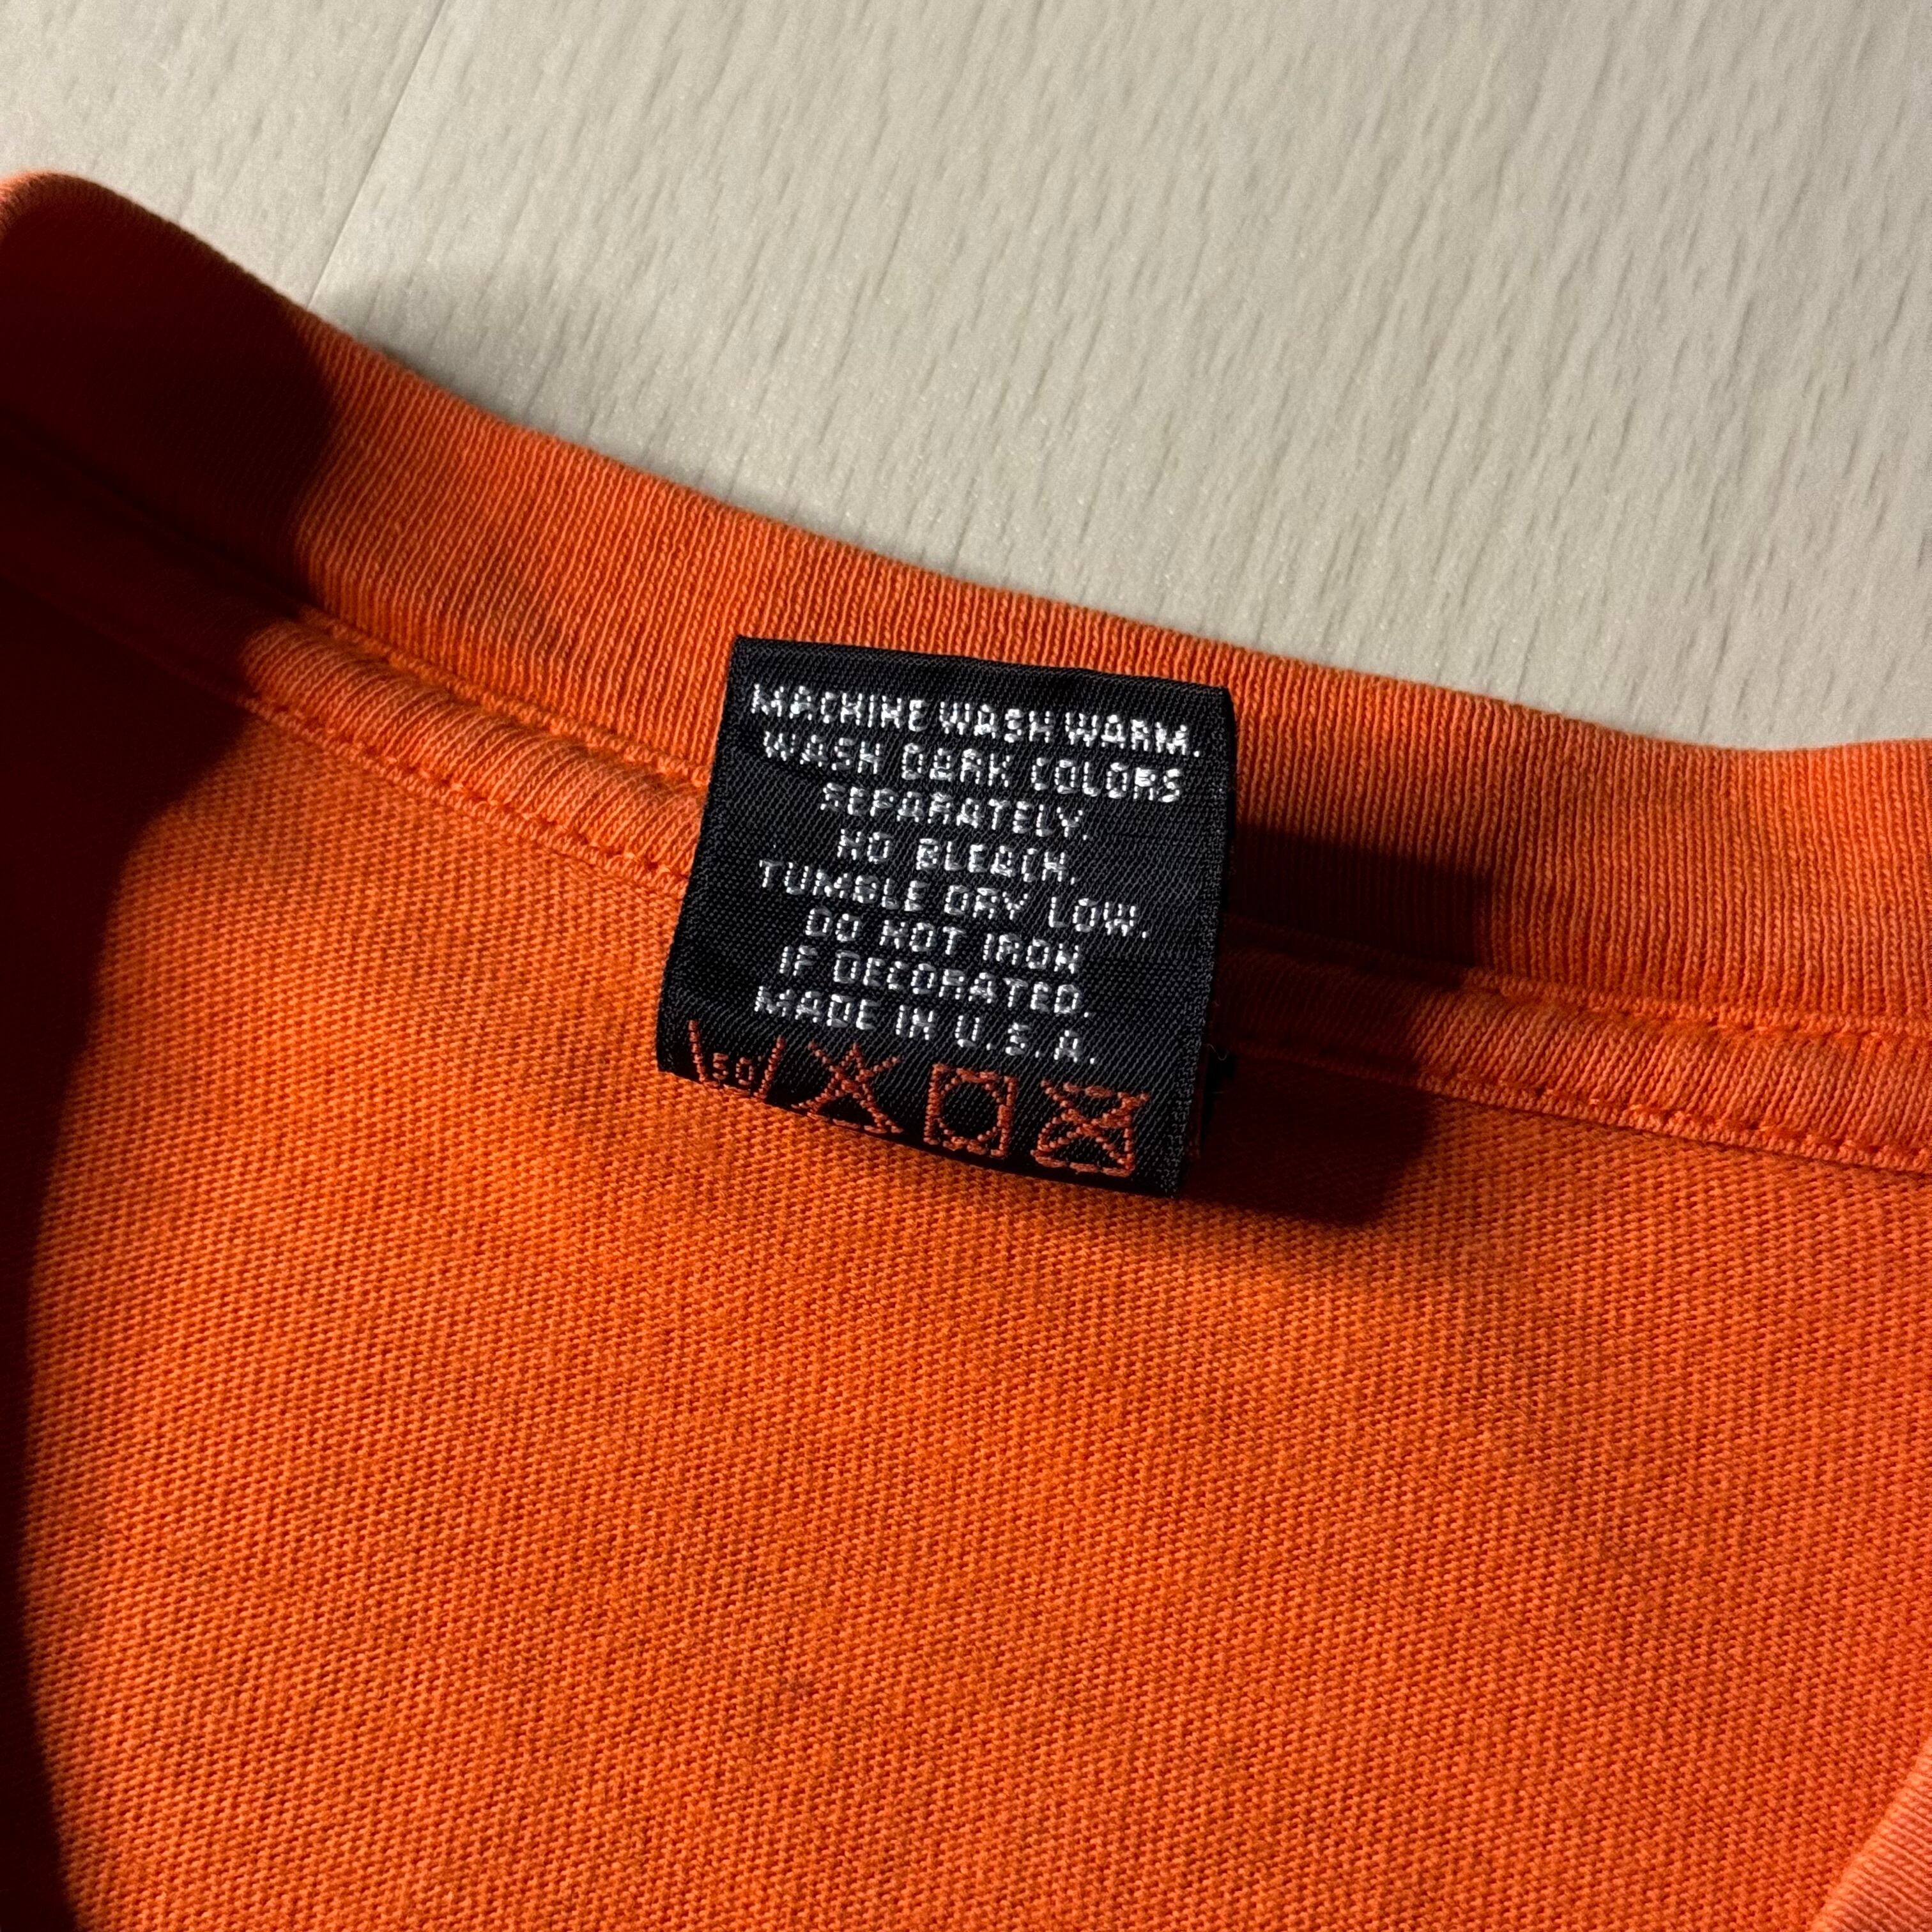 MACHINE WASH WARM.
WASH DARK COLORS
SEPARATELY.
NO BLEACH.
TUMBLE DRY LOW.
DO NOT IRON
IF DECORATED.
MADE IN U.S.A.
50